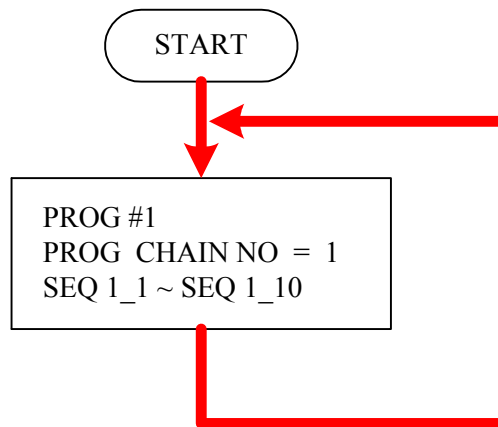 START
PROG #1
PROG CHAIN NO = 1
SEQ 1_1 ~ SEQ 1_10